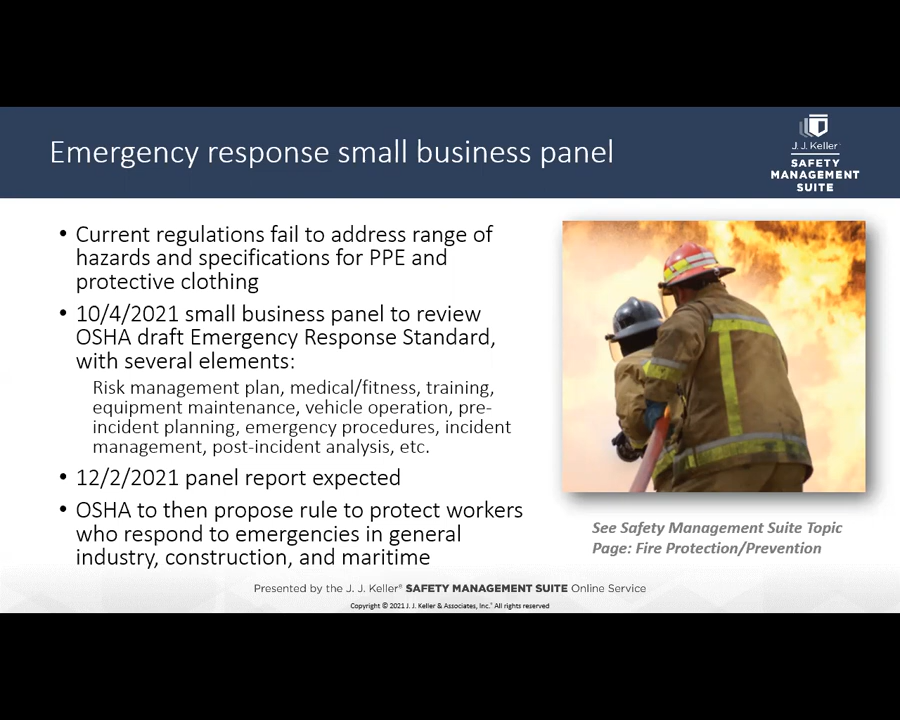 Emergency response small business panel
J. J. Keller
SAFETY
MANAGEMENT
SUITE
• Current regulations fail to address range of
hazards and specifications for PPE and
protective clothing
• 10/4/2021 small business panel to review
OSHA draft Emergency Response Standard,
with several elements:
Risk management plan, medical/fitness, training,
equipment maintenance, vehicle operation, pre-
incident planning, emergency procedures, incident
management, post-incident analysis, etc.
• 12/2/2021 panel report expected
• OSHA to then propose rule to protect workers
who respond to emergencies in general
industry, construction, and maritime
See Safety Management Suite Topic
Page: Fire Protection/Prevention
Presented by the J. J. Keller® SAFETY MANAGEMENT SUITE Online Service
Copyright © 2021 J. J. Keller & Associates, Inc.® All rights reserved